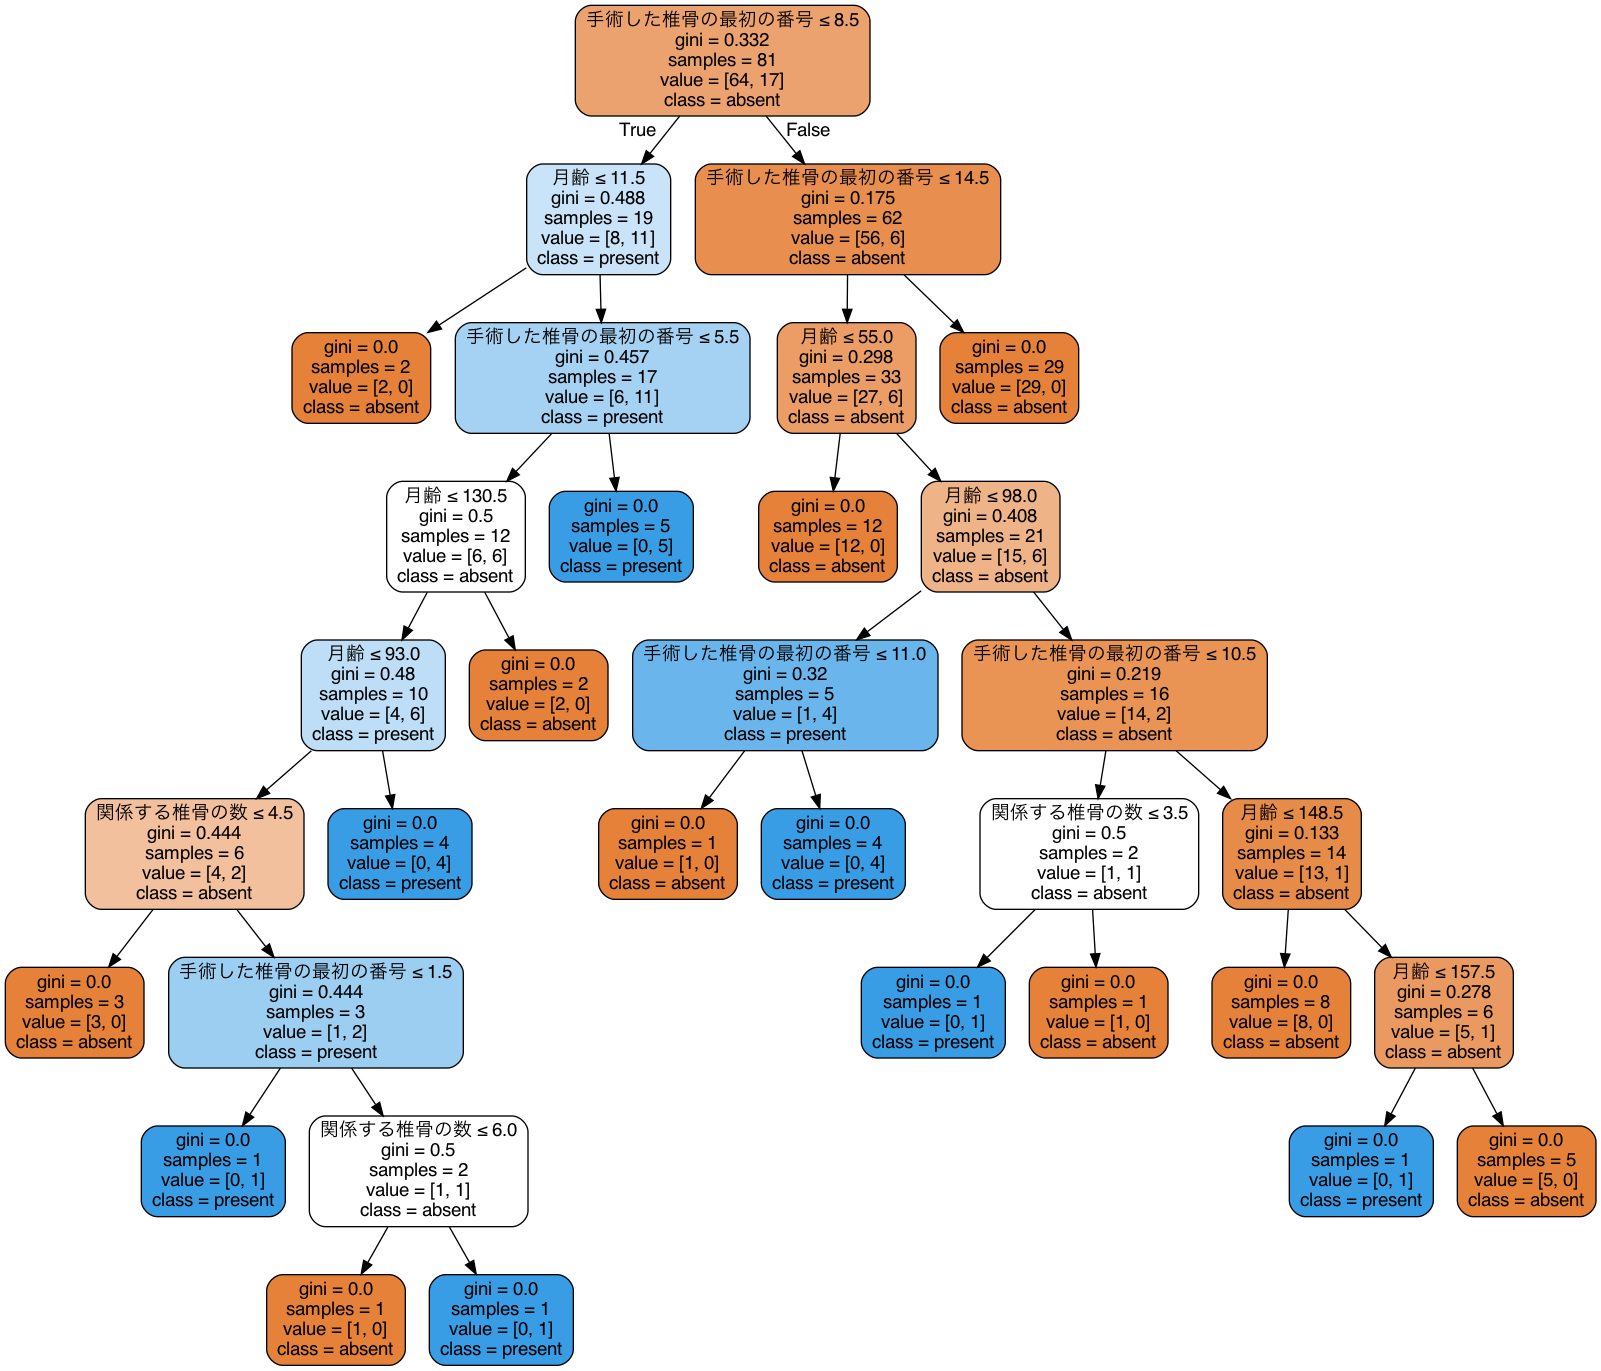 手術した椎骨の最初の番号 ≤ 8.5
gini = 0.332
samples = 81
value = [64, 17]
class = absent
True
False
月齢 ≤ 11.5
gini = 0.488
samples = 19
value = [8, 11]
class = present
手術した椎骨の最初の番号 ≤ 14.5
gini = 0.175
samples = 62
value = [56, 6]
class = absent
gini = 0.0
samples = 2
value = [2, 0]
class = absent
手術した椎骨の最初の番号 ≤ 5.5
gini = 0.457
samples = 17
value = [6, 11]
class = present
月齢 ≤ 55.0
gini = 0.298
samples = 33
value = [27, 6]
class = absent
gini = 0.0
samples = 29
value = [29, 0]
class = absent
月齢 ≤ 130.5
gini = 0.5
samples = 12
value = [6, 6]
class = absent
gini = 0.0
samples = 5
value = [0, 5]
class = present
gini = 0.0
samples = 12
value = [12, 0]
class = absent
月齢 ≤ 98.0
gini = 0.408
samples = 21
value = [15, 6]
class = absent
月齢 ≤ 93.0
gini = 0.48
samples = 10
value = [4, 6]
class = present
gini = 0.0
samples = 2
value = [2, 0]
class = absent
手術した椎骨の最初の番号 ≤ 11.0
gini = 0.32
samples = 5
value = [1, 4]
class = present
手術した椎骨の最初の番号 ≤ 10.5
gini = 0.219
samples = 16
value = [14, 2]
class = absent
関係する椎骨の数 ≤ 4.5
gini = 0.444
samples = 6
value = [4, 2]
class = absent
gini = 0.0
samples = 4
value = [0, 4]
class = present
gini = 0.0
samples = 1
value = [1, 0]
class = absent
gini = 0.0
samples = 4
value = [0, 4]
class = present
関係する椎骨の数 ≤ 3.5
gini = 0.5
samples = 2
value = [1, 1]
class = absent
月齢 ≤ 148.5
gini = 0.133
samples = 14
value = [13, 1]
class = absent
gini = 0.0
samples = 3
value = [3, 0]
class = absent
手術した椎骨の最初の番号 ≤ 1.5
gini = 0.444
samples = 3
value = [1, 2]
class = present
gini = 0.0
samples = 1
value = [0, 1]
class = present
gini = 0.0
samples = 1
value = [1, 0]
class = absent
gini = 0.0
samples = 8
value = [8, 0]
class = absent
月齢 ≤ 157.5
gini = 0.278
samples = 6
value = [5, 1]
class = absent
gini = 0.0
samples = 1
value = [0, 1]
class = present
関係する椎骨の数 ≤ 6.0
gini = 0.5
samples = 2
value = [1, 1]
class = absent
gini = 0.0
samples = 1
value = [0, 1]
class = present
gini = 0.0
samples = 5
value = [5, 0]
class = absent
gini = 0.0
samples = 1
value = [1, 0]
class = absent
gini = 0.0
samples = 1
value = [0, 1]
class = present